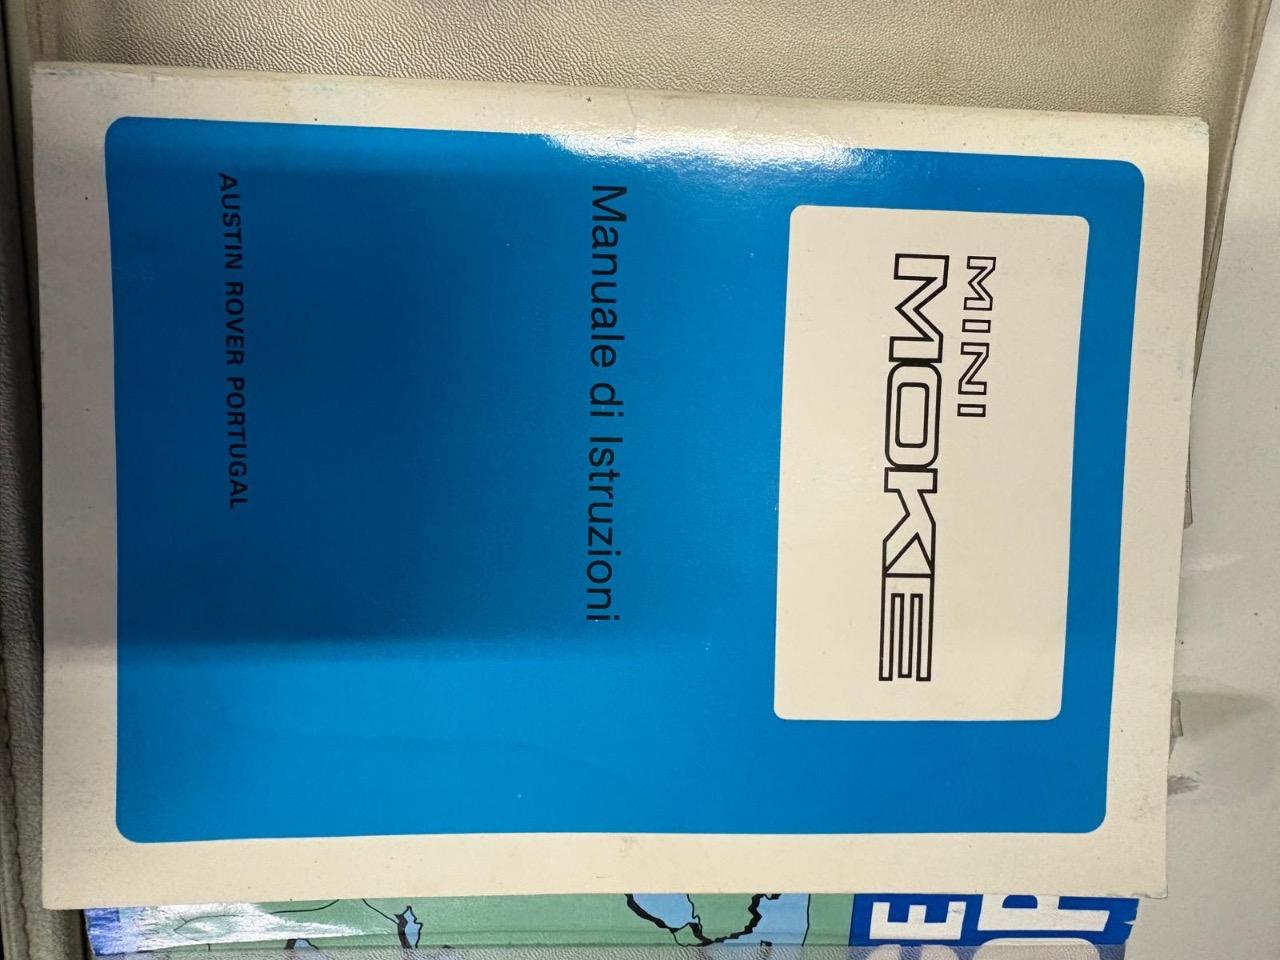 MINI
MOKE
Manuale di Istruzioni
AUSTIN ROVER PORTUGAL